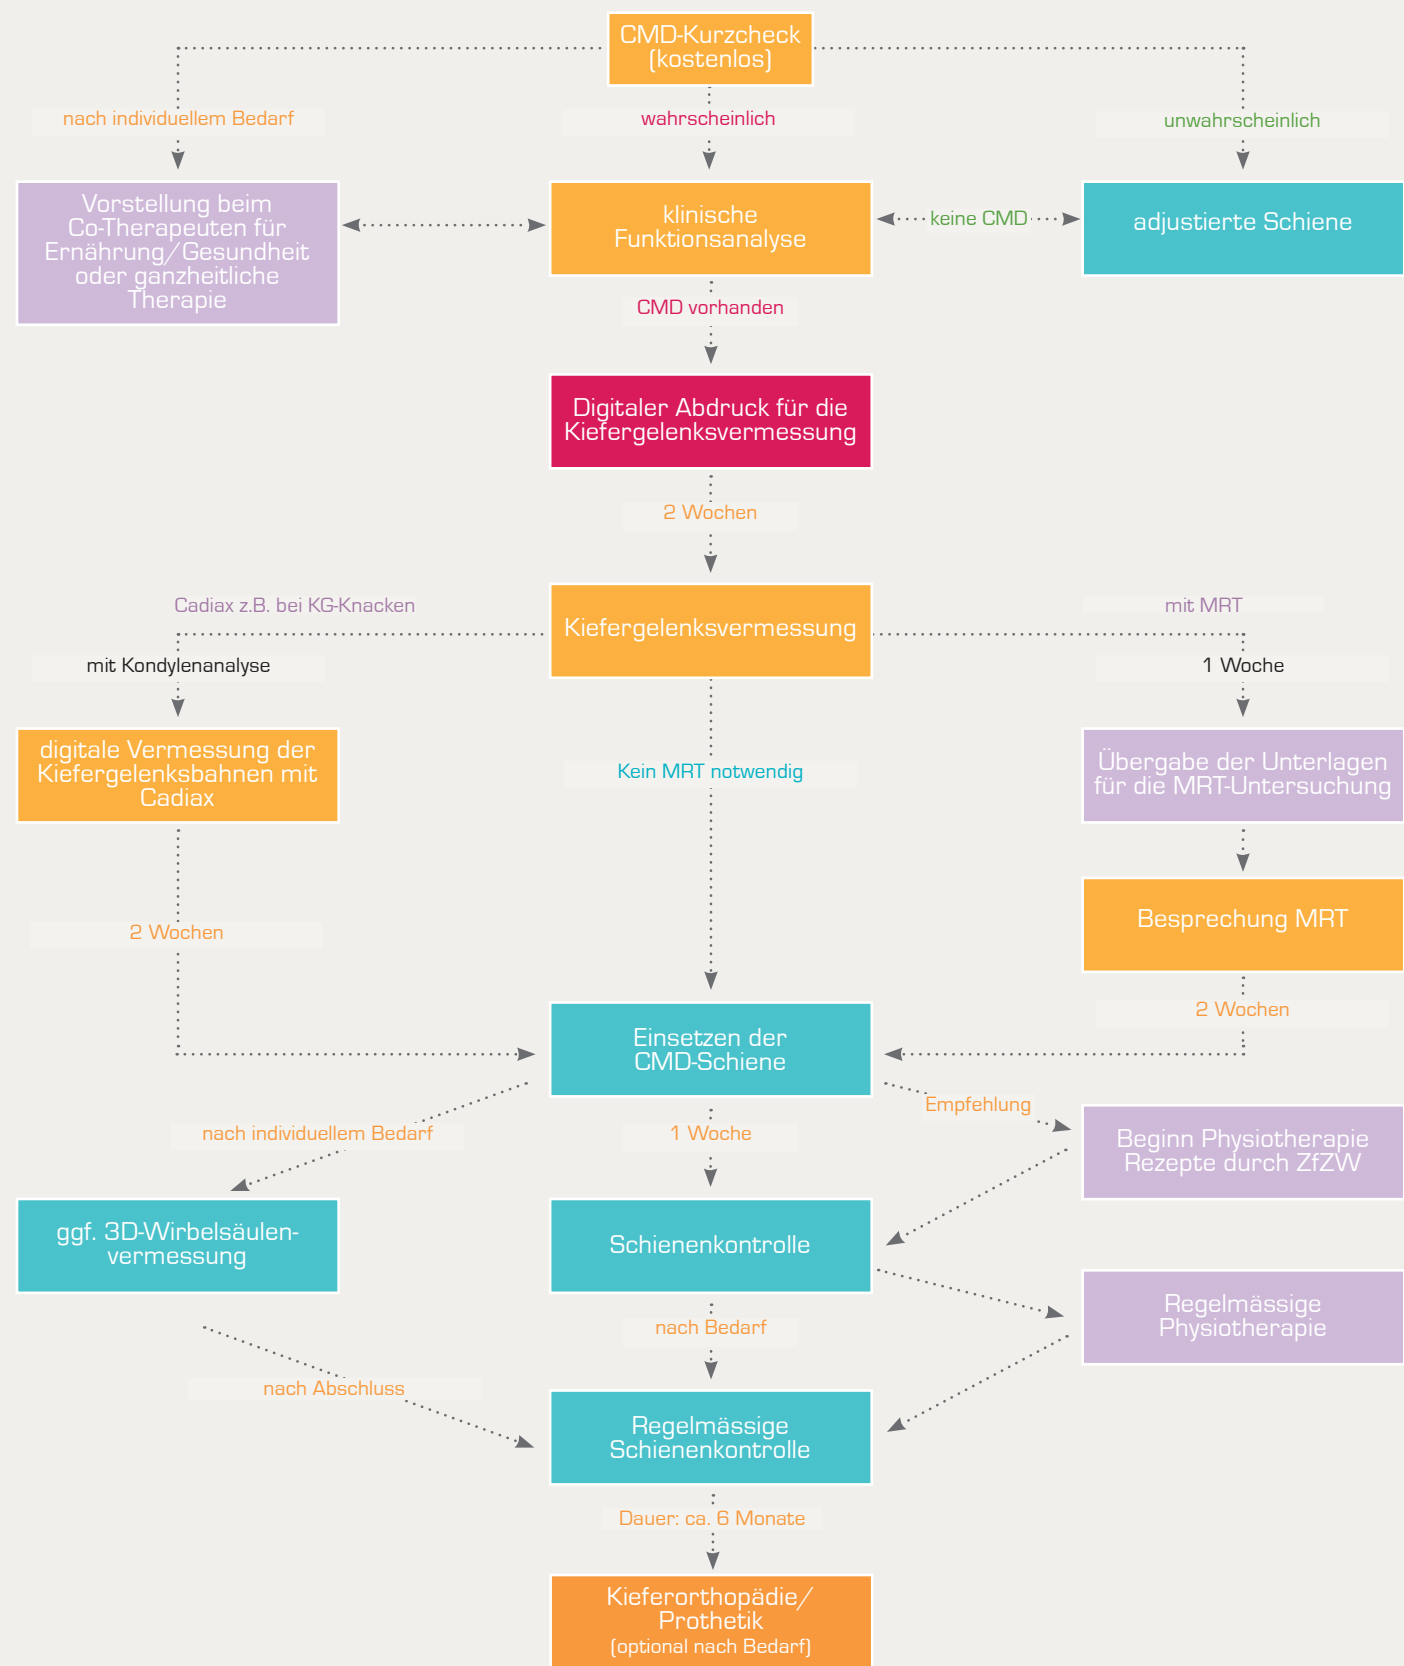 CMD-Kurzcheck
(kostenlos)
nach individuellem Bedarf
wahrscheinlich
unwahrscheinlich
Vorstellung beim
Co-Therapeuten für
Ernährung/Gesundheit
oder ganzheitliche
Therapie
klinische
Funktionsanalyse
keine CMD
adjustierte Schiene
CMD vorhanden
Digitaler Abdruck für die
Kiefergelenksvermessung
2 Wochen
Cadiax z.B. bei KG-Knacken
Kiefergelenksvermessung
mit MRT
mit Kondylenanalyse
1 Woche
digitale Vermessung der
Kiefergelenksbahnen mit
Cadiax
Kein MRT notwendig
Übergabe der Unterlagen
für die MRT-Untersuchung
Besprechung MRT
2 Wochen
2 Wochen
Einsetzen der
CMD-Schiene
Empfehlung
nach individuellem Bedarf
1 Woche
Beginn Physiotherapie
Rezepte durch ZfZW
ggf. 3D-Wirbelsäulen-
vermessung
Schienenkontrolle
Regelmässige
Physiotherapie
nach Bedarf
nach Abschluss
Regelmässige
Schienenkontrolle
Dauer: ca. 6 Monate
Kieferorthopädie/
Prothetik
(optional nach Bedarf)